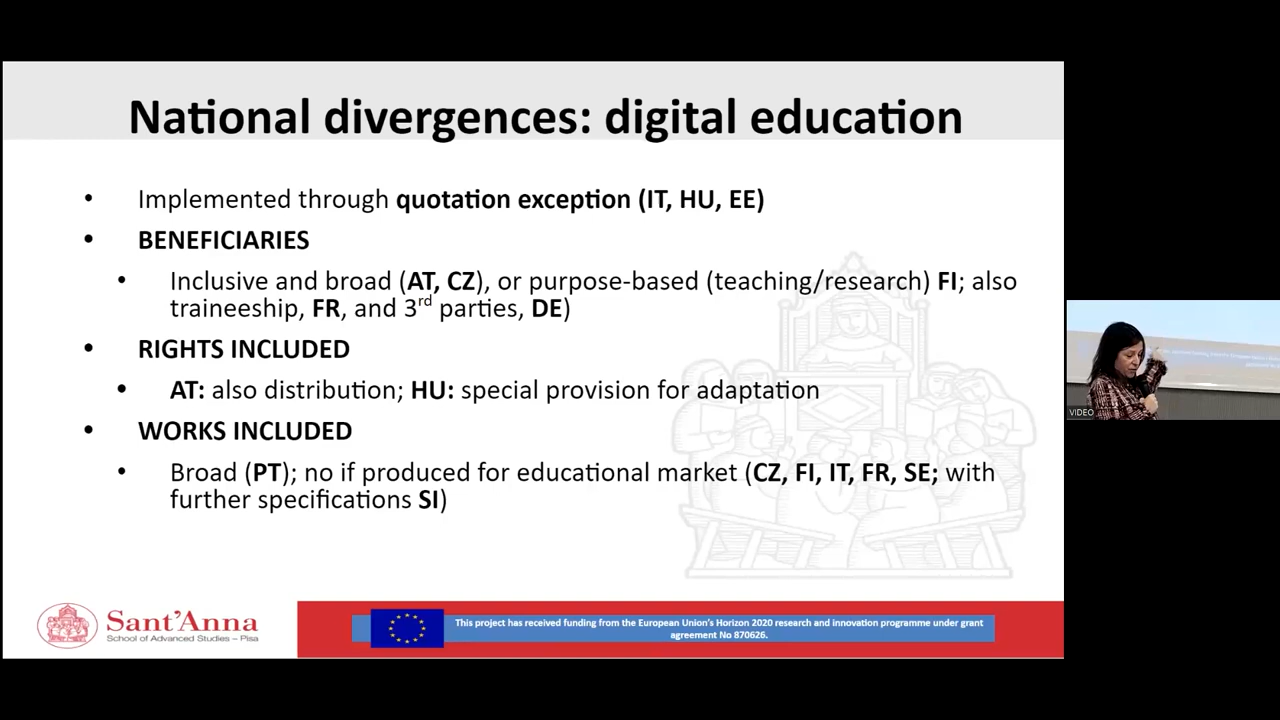 National divergences: digital education
• Implemented through quotation exception (IT, HU, EE)
• BENEFICIARIES
• Inclusive and broad (AT, CZ), or purpose-based (teaching/research) FI; also
traineeship, FR, and 3rd parties, DE)
• RIGHTS INCLUDED
• AT: also distribution; HU: special provision for adaptation
• WORKS INCLUDED
• Broad (PT); no if produced for educational market (CZ, FI, IT, FR, SE; with
further specifications SI)
VIDEO
Sant'Anna
School of Advanced Studies – Pisa
This project has received funding from the European Union's Horizon 2020 research and innovation programme under grant
agreement No 870626.